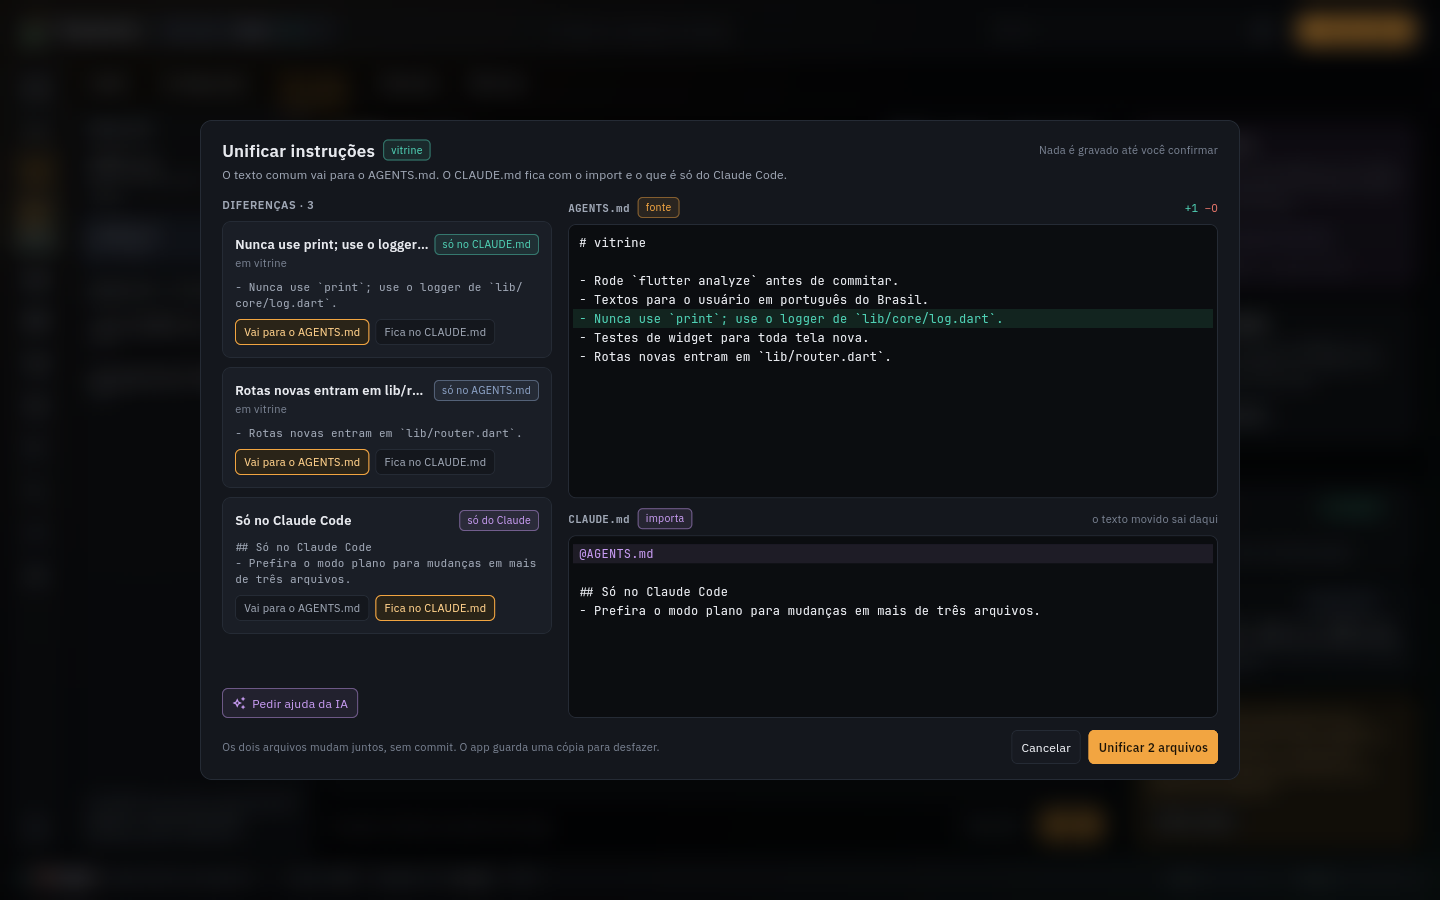 Unificar instruções vitrine
Nada é gravado até você confirmar
O texto comum vai para o AGENTS.md. O CLAUDE.md fica com o import e o que é só do Claude Code.
DIFERENÇAS · 3
Nunca use print; use o logger... só no CLAUDE.md
em vitrine
- Nunca use `print`; use o logger de `lib/
core/log.dart`.
Vai para o AGENTS.md Fica no CLAUDE.md
Rotas novas entram em lib/r... só no AGENTS.md
em vitrine
- Rotas novas entram em `lib/router.dart`.
Vai para o AGENTS.md Fica no CLAUDE.md
Só no Claude Code só do Claude
## Só no Claude Code
- Prefira o modo plano para mudanças em mais
de três arquivos.
Vai para o AGENTS.md Fica no CLAUDE.md
Pedir ajuda da IA
AGENTS.md fonte +1 −0
# vitrine
- Rode `flutter analyze` antes de commitar.
- Textos para o usuário em português do Brasil.
- Nunca use `print`; use o logger de `lib/core/log.dart`.
- Testes de widget para toda tela nova.
- Rotas novas entram em `lib/router.dart`.
CLAUDE.md importa o texto movido sai daqui
@AGENTS.md
## Só no Claude Code
- Prefira o modo plano para mudanças em mais de três arquivos.
Os dois arquivos mudam juntos, sem commit. O app guarda uma cópia para desfazer.
Cancelar Unificar 2 arquivos